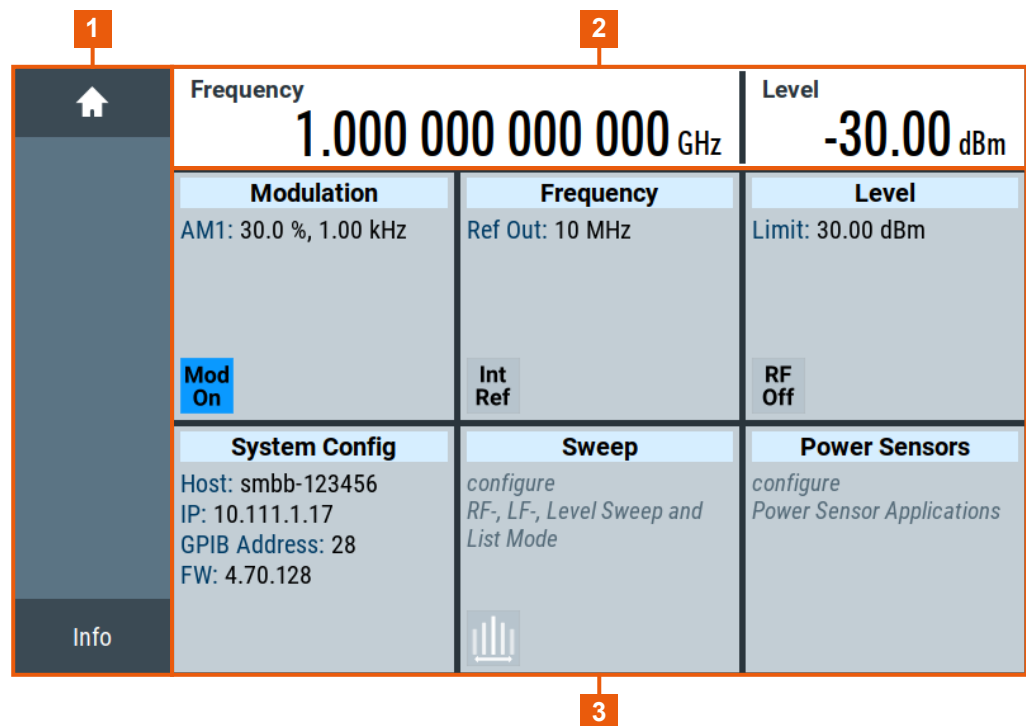 1
2
Frequency
1.000 000 000 000 GHz
Level
-30.00 dBm
Modulation
AM1: 30.0 %, 1.00 kHz
Mod
On
Frequency
Ref Out: 10 MHz
Int
Ref
Level
Limit: 30.00 dBm
RF
Off
System Config
Host: smbb-123456
IP: 10.111.1.17
GPIB Address: 28
FW: 4.70.128
Sweep
configure
RF-, LF-, Level Sweep and
List Mode
Power Sensors
configure
Power Sensor Applications
Info
3